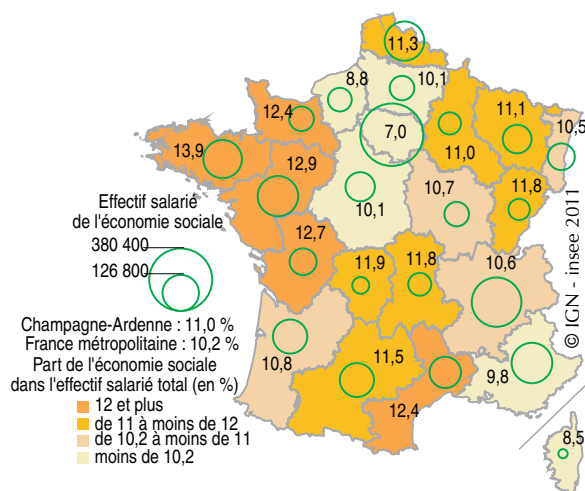 11,3
8,8
10,1
12,4
11,1
10,5
7,0
13,9
12,9
11,0
10,7
11,8
10,1
12,7
11,9
11,8
10,6
10,8
11,5
9,8
12,4
8,5
Effectif salarié
de l'économie sociale
380 400
126 800
Champagne-Ardenne : 11,0 %
France métropolitaine : 10,2 %
Part de l'économie sociale
dans l'effectif salarié total (en %)
12 et plus
de 11 à moins de 12
de 10,2 à moins de 11
moins de 10,2
© IGN - insee 2011